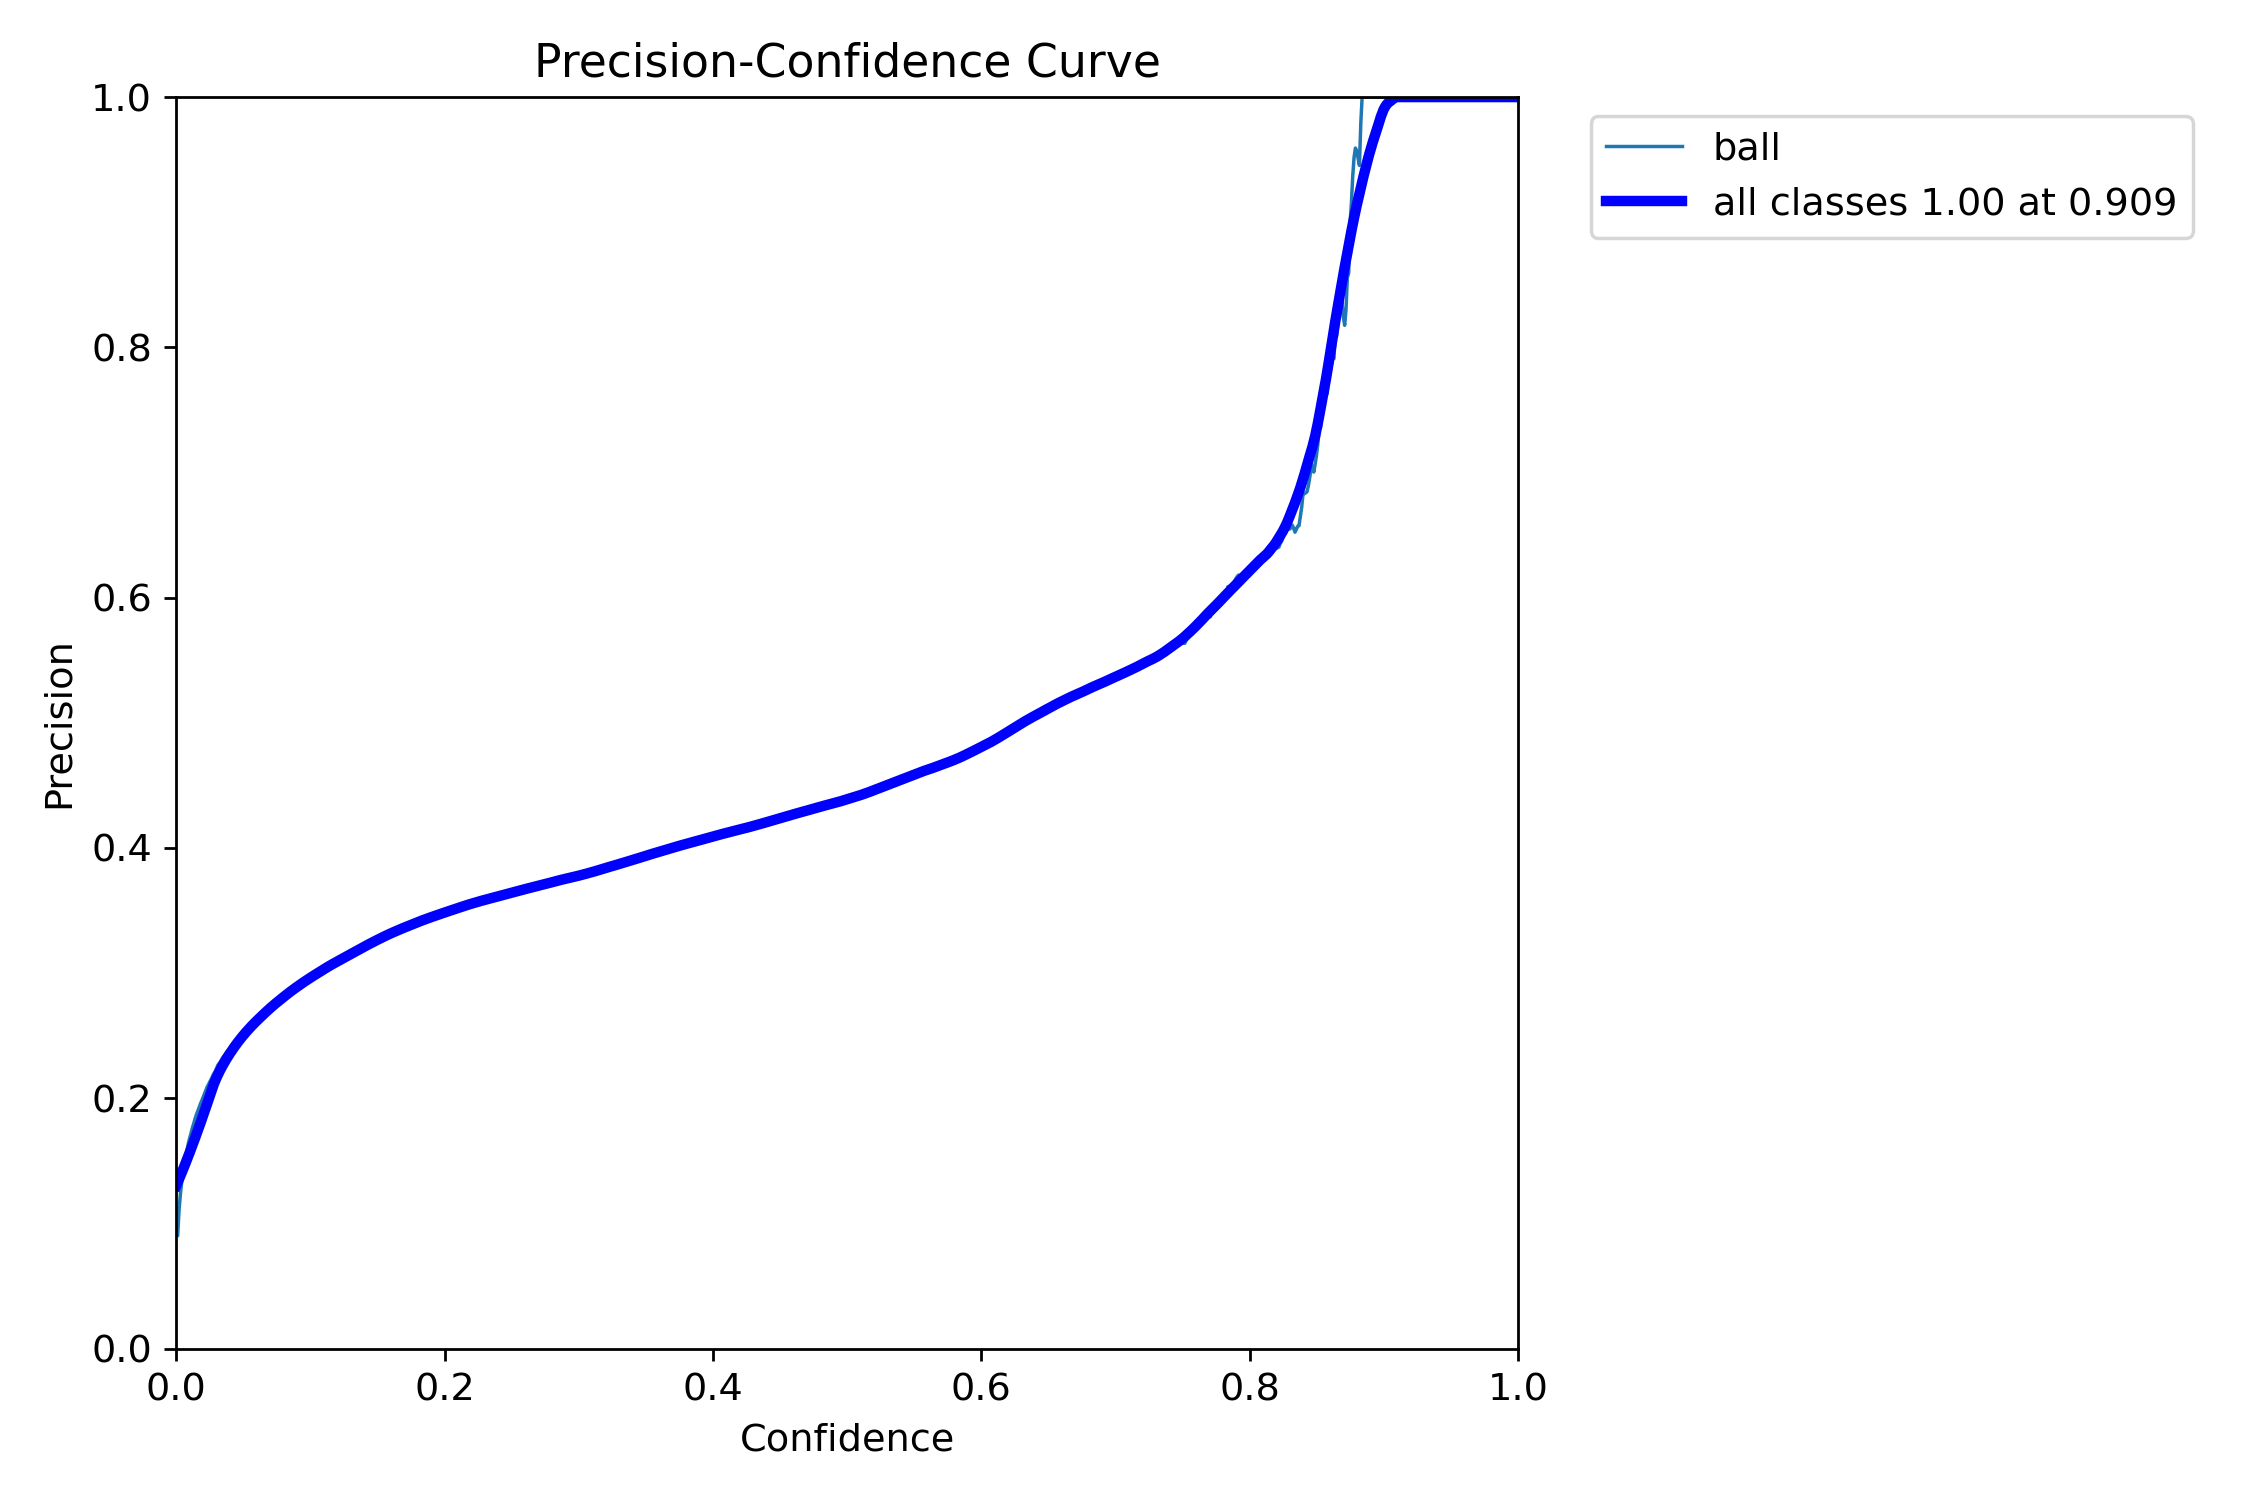 Precision-Confidence Curve
1.0
0.8
0.6
0.4
0.2
0.0
Precision
0.0 0.2 0.4 0.6 0.8 1.0
Confidence
ball
all classes 1.00 at 0.909